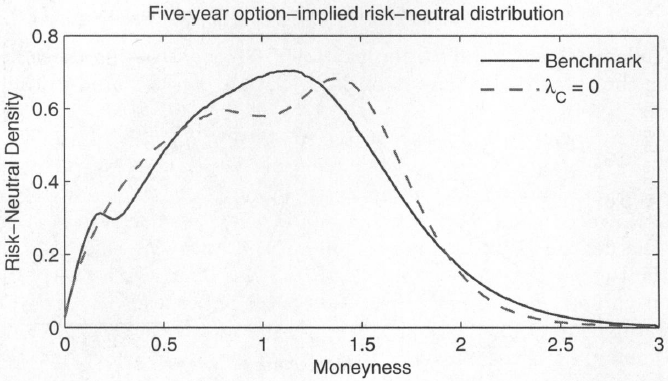 Five-year option-implied risk-neutral distribution
0.8
0.6
0.4
0.2
0
Risk-Neutral Density
Benchmark
λC = 0
0
0.5
1
1.5
2
2.5
3
Moneyness